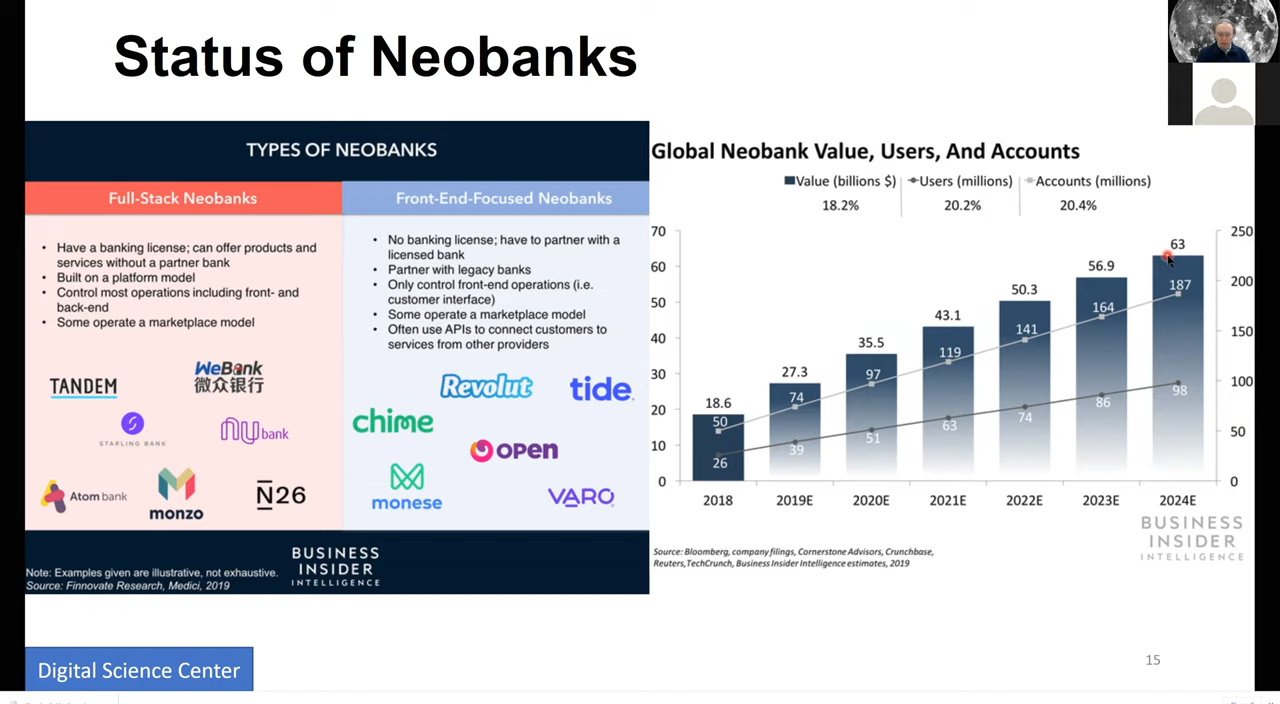 Status of Neobanks
TYPES OF NEOBANKS
Full-Stack Neobanks
• Have a banking license; can offer products and
services without a partner bank
• Built on a platform model
• Control most operations including front- and
back-end
• Some operate a marketplace model
TANDEM
WeBank
微众银行
STARLING BANK
nu bank
Atom bank
monzo
N26
Front-End-Focused Neobanks
• No banking license; have to partner with a
licensed bank
• Partner with legacy banks
• Only control front-end operations (i.e.
customer interface)
• Some operate a marketplace model
• Often use APIs to connect customers to
services from other providers
Revolut
tide
chime
open
monese
VARO
Note: Examples given are illustrative, not exhaustive.
Source: Finnovate Research, Medici, 2019
BUSINESS
INSIDER
INTELLIGENCE
Global Neobank Value, Users, And Accounts
Value (billions $) Users (millions) Accounts (millions)
18.2% 20.2% 20.4%
70 250
60 200
50 150
40
30 100
20 50
10
0 0
18.6 27.3 35.5 43.1 50.3 56.9 63
50 74 97 119 141 164 187
26 39 51 63 74 86 98
2018 2019E 2020E 2021E 2022E 2023E 2024E
BUSINESS
INSIDER
INTELLIGENCE
Source: Bloomberg, company filings, Cornerstone Advisors, Crunchbase,
Reuters,TechCrunch, Business Insider Intelligence estimates, 2019
Digital Science Center
15